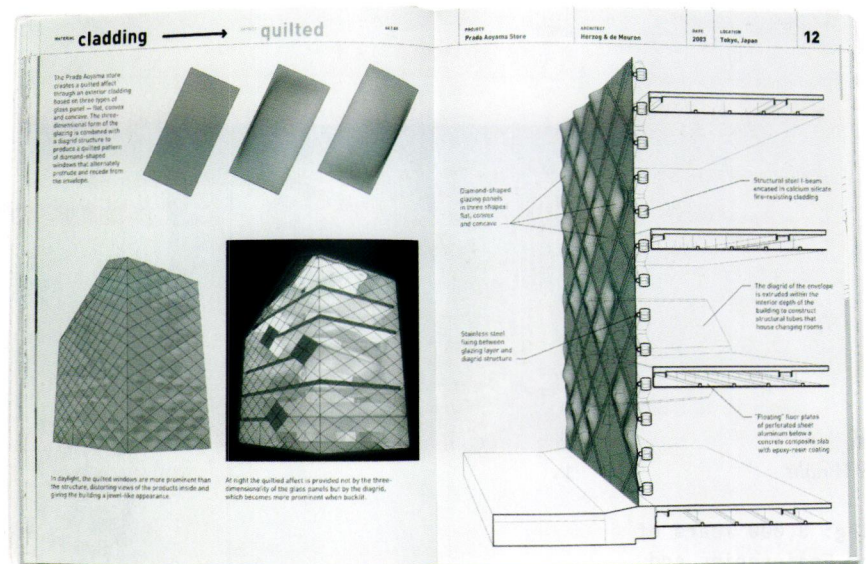 MATERIAL cladding quilted
The Prada Aoyama store
creates a quilted affect
through an exterior cladding
based on three types of
glass panel — flat, convex
and concave. The three-
dimensional form of the
glazing is combined with
a diagrid structure to
produce a quilted pattern
of diamond-shaped
windows that alternately
protrude and recede from
the envelope.
In daylight, the quilted windows are more prominent than
the structure, distorting views of the products inside and
giving the building a jewel-like appearance.
At night the quilted affect is provided not by the three-
dimensionality of the glass panels but by the diagrid,
which becomes more prominent when backlit.
PROJECT
Prada Aoyama Store
ARCHITECT
Herzog & de Meuron
DATE
2003
LOCATION
Tokyo, Japan
12
Diamond-shaped
glazing panels
in three shapes:
flat, convex
and concave
Structural steel I-beam
encased in calcium silicate
fire-resisting cladding
The diagrid of the envelope
is extruded within the
interior depth of the
building to construct
structural tubes that
house changing rooms
Stainless steel
fixing between
glazing layer and
diagrid structure
"Floating" floor plates
of perforated sheet
aluminum below a
concrete composite slab
with epoxy-resin coating